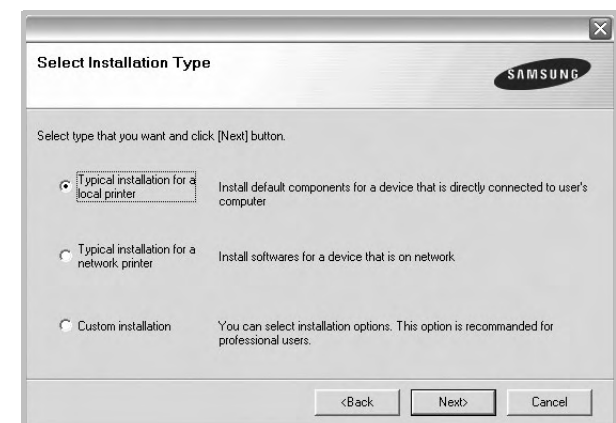 Select Installation Type
SAMSUNG
Select type that you want and click [Next] button.
Typical installation for a
local printer
Install default components for a device that is directly connected to user's
computer
Typical installation for a
network printer
Install softwares for a device that is on network
Custom installation
You can select installation options. This option is recommanded for
professional users.
<Back
Next>
Cancel